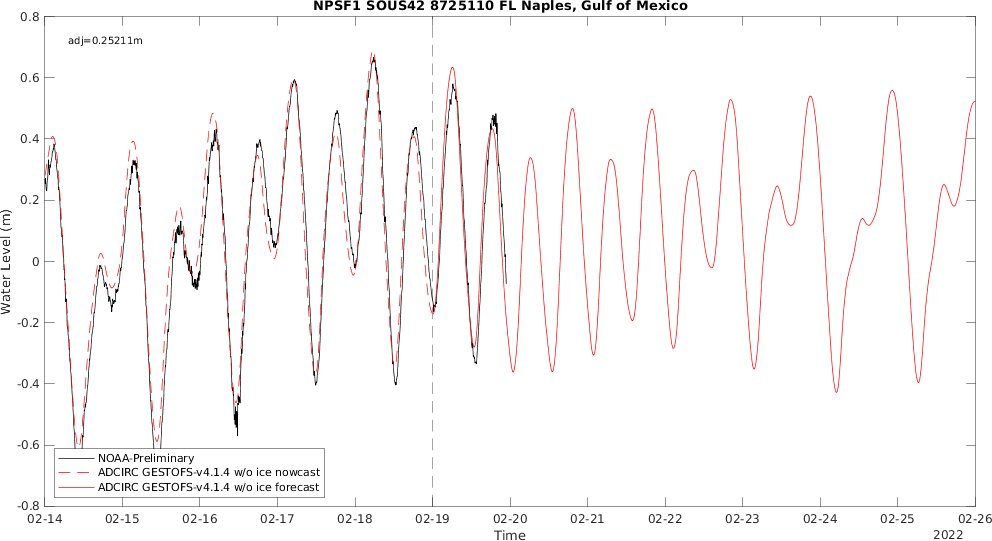 NPSF1 SOUS42 8725110 FL Naples, Gulf of Mexico
adj=0.25211m
0.8
0.6
0.4
0.2
0
-0.2
-0.4
-0.6
-0.8
Water Level (m)
NOAA-Preliminary
ADCIRC GESTOFS-v4.1.4 w/o ice nowcast
ADCIRC GESTOFS-v4.1.4 w/o ice forecast
02-14 02-15 02-16 02-17 02-18 02-19 02-20 02-21 02-22 02-23 02-24 02-25 02-26
Time
2022